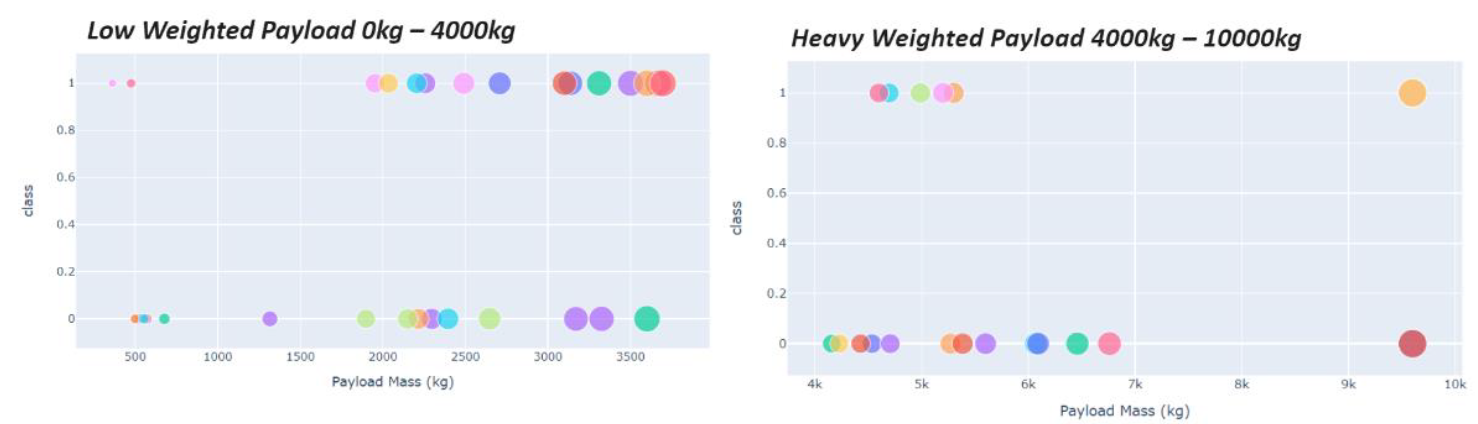 Low Weighted Payload 0kg – 4000kg
1
0.8
0.6
0.4
0.2
0
class
500 1000 1500 2000 2500 3000 3500
Payload Mass (kg)
Heavy Weighted Payload 4000kg – 10000kg
1
0.8
0.6
0.4
0.2
0
class
4k 5k 6k 7k 8k 9k 10k
Payload Mass (kg)